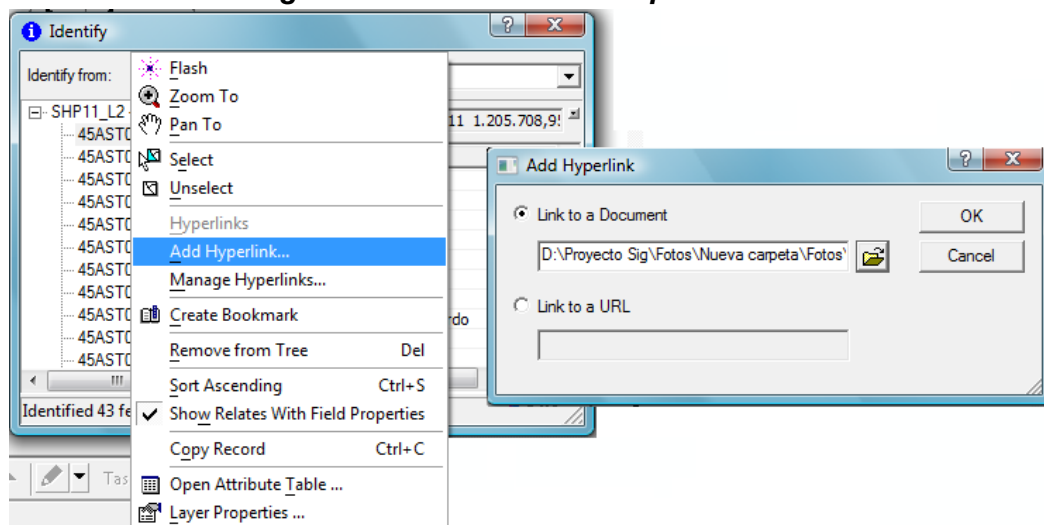 Identify
Identify from:
SHP11_L2
45AST0
45AST0
45AST0
45AST0
45AST0
45AST0
45AST0
45AST0
45AST0
45AST0
45AST0
Identified 43 fe
11 1.205.708,9
rdo
Flash
Zoom To
Pan To
Select
Unselect
Hyperlinks
Add Hyperlink...
Manage Hyperlinks...
Create Bookmark
Remove from Tree Del
Sort Ascending Ctrl+S
Show Relates With Field Properties
Copy Record Ctrl+C
Open Attribute Table ...
Layer Properties ...
Tas
Add Hyperlink
Link to a Document
OK
D:\Proyecto Sig\Fotos\Nueva carpeta\Fotos\
Cancel
Link to a URL